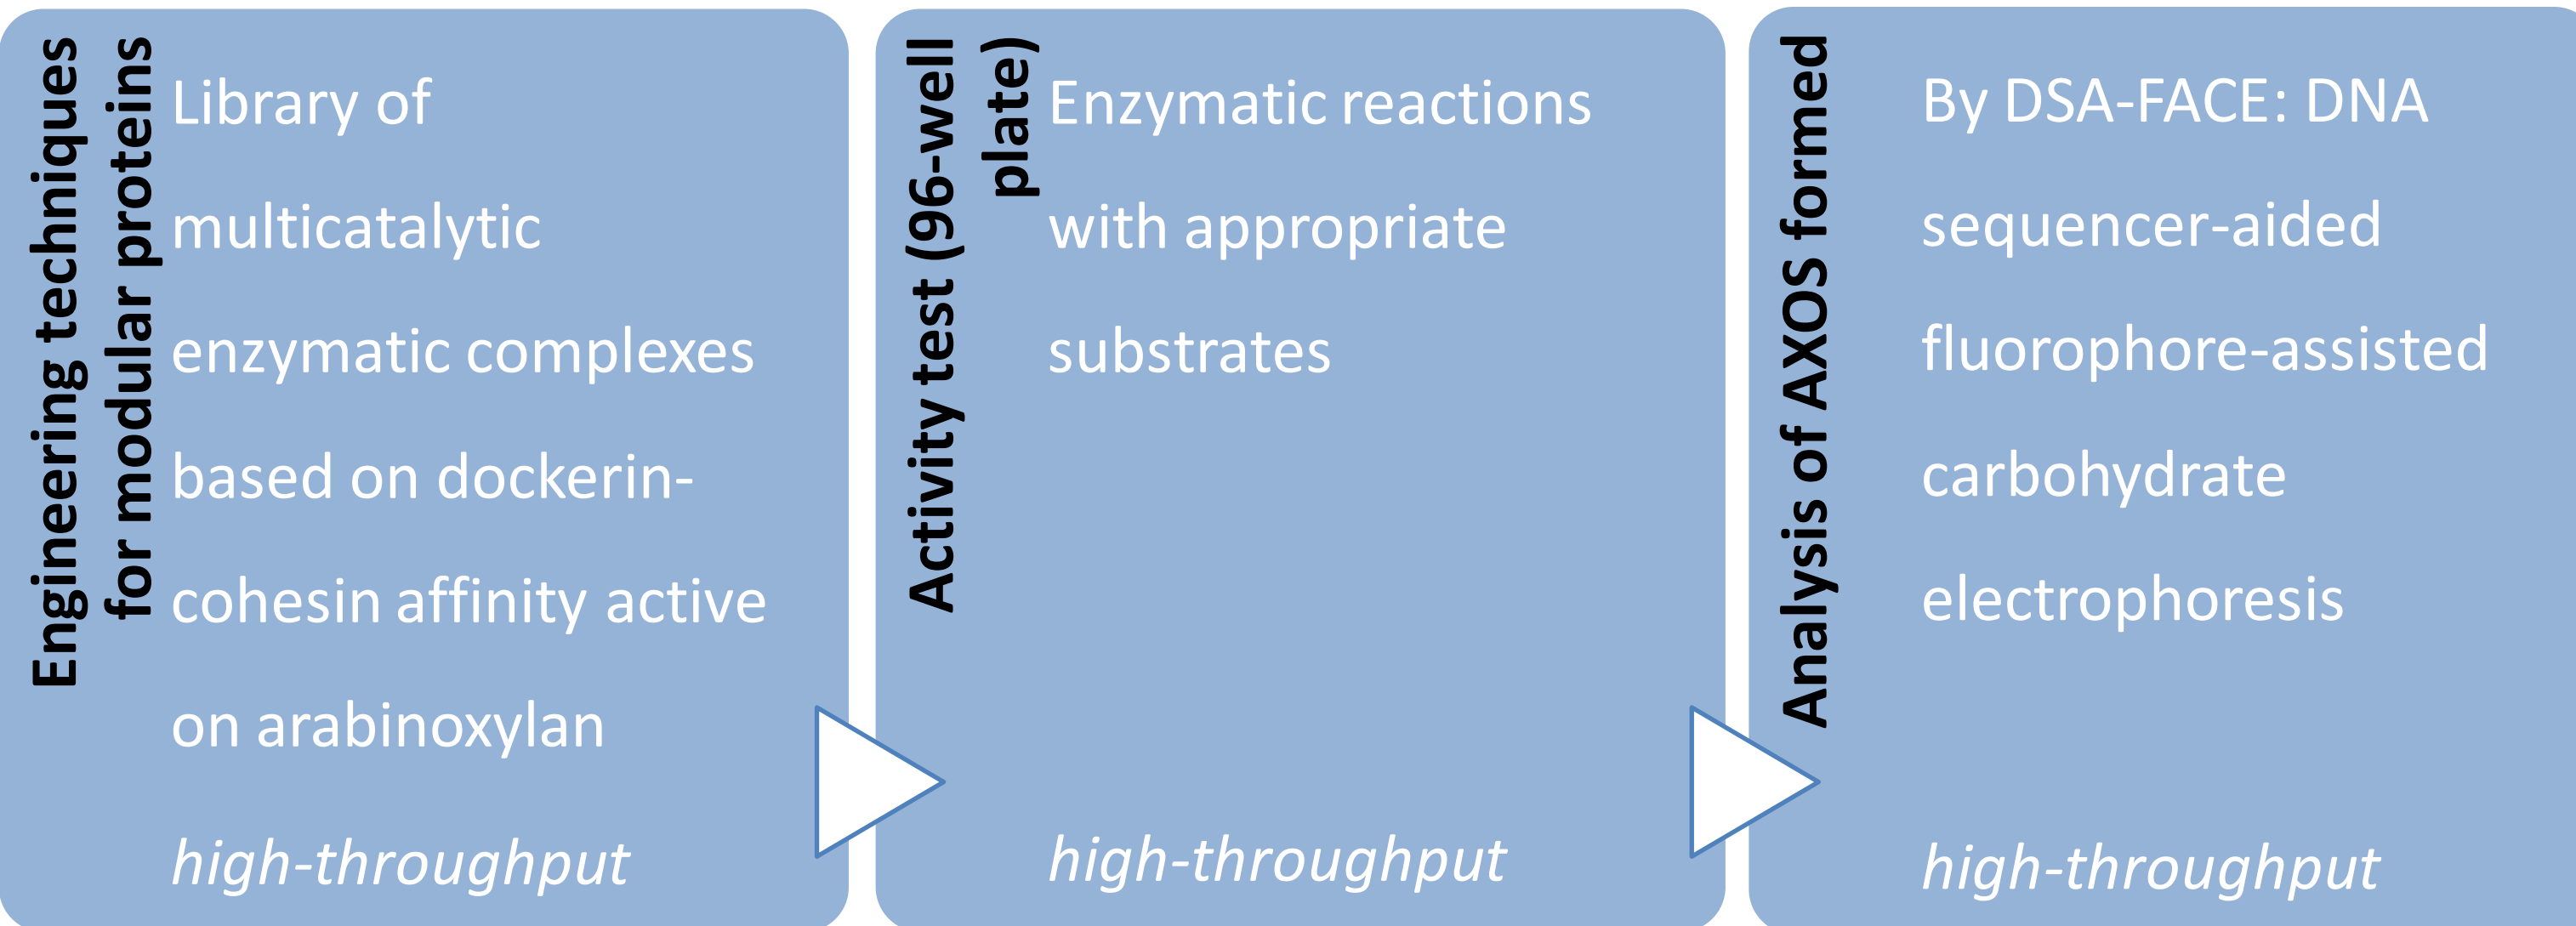 Engineering techniques
for modular proteins
Library of
multicatalytic
enzymatic complexes
based on dockerin-
cohesin affinity active
on arabinoxylan
high-throughput
Activity test (96-well
plate)
Enzymatic reactions
with appropriate
substrates
high-throughput
Analysis of AXOS formed
By DSA-FACE: DNA
sequencer-aided
fluorophore-assisted
carbohydrate
electrophoresis
high-throughput